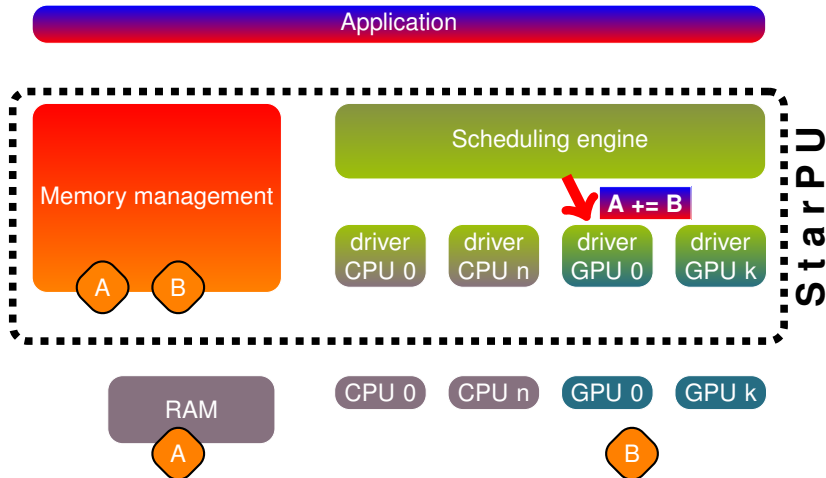 Application
Scheduling engine
Memory management
A += B
driver
CPU 0
driver
CPU n
driver
GPU 0
driver
GPU k
A
B
StarPU
RAM
CPU 0
CPU n
GPU 0
GPU k
A
B